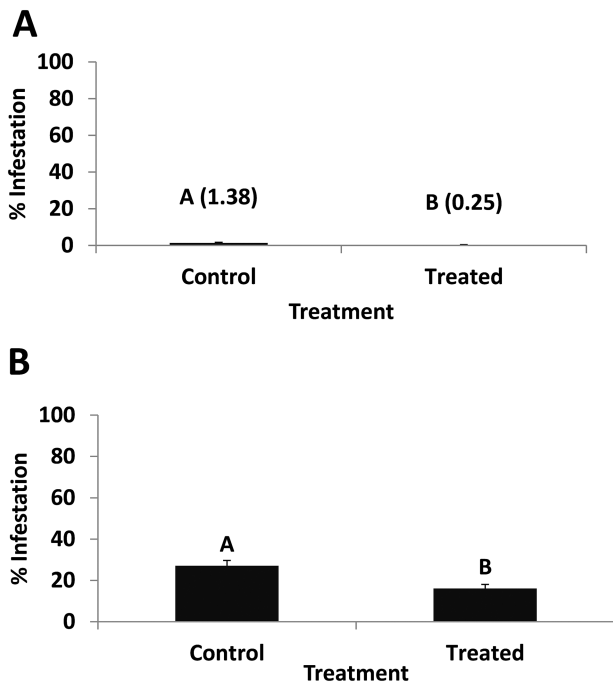 A
100
80
60
40
20
0
% Infestation
A (1.38)
B (0.25)
Control
Treated
Treatment
B
100
80
60
40
20
0
% Infestation
A
B
Control
Treated
Treatment